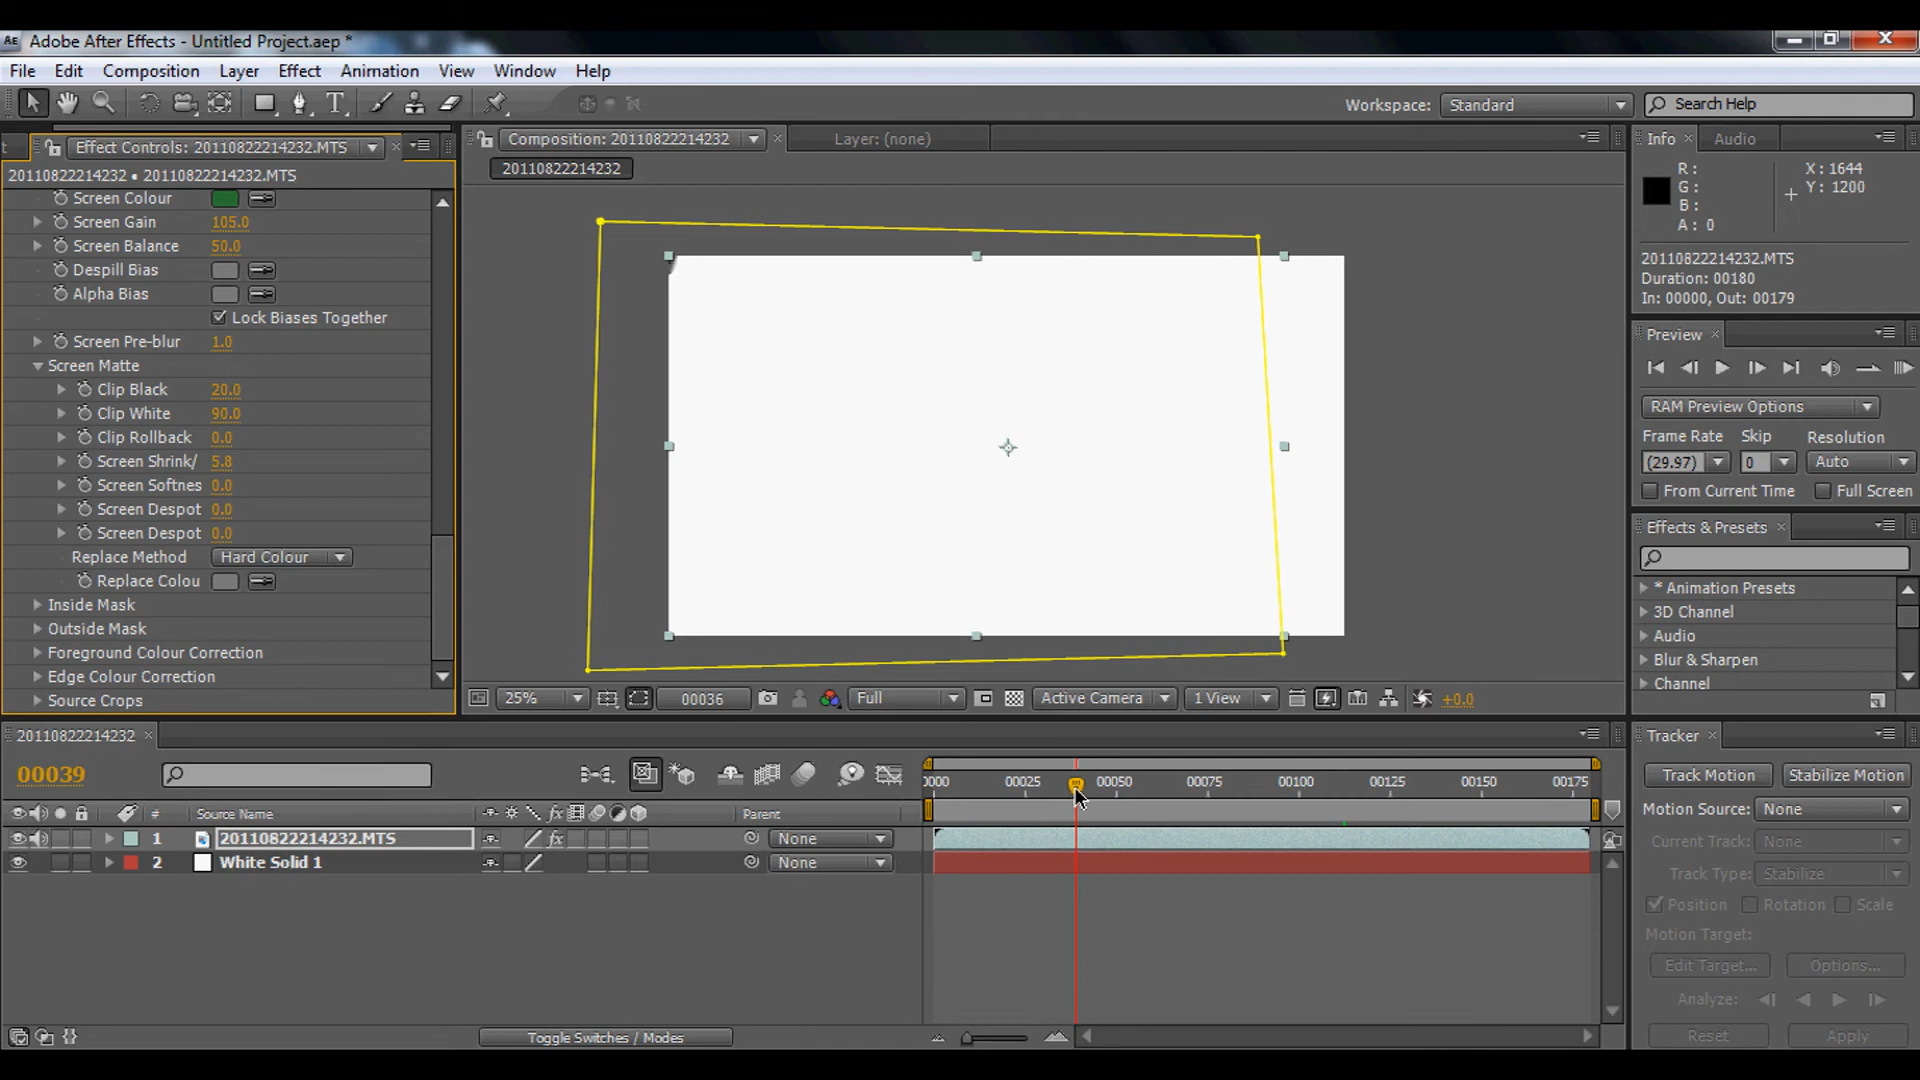 Adobe After Effects - Untitled Project.aep *
File Edit Composition Layer Effect Animation View Window Help
Workspace: Standard Search Help
Effect Controls: 20110822214232.MTS
20110822214232 • 20110822214232.MTS
Screen Colour
Screen Gain 105.0
Screen Balance 50.0
Despill Bias
Alpha Bias
Lock Biases Together
Screen Pre-blur 1.0
Screen Matte
Clip Black 20.0
Clip White 90.0
Clip Rollback 0.0
Screen Shrink/ 5.8
Screen Softnes 0.0
Screen Despot 0.0
Screen Despot 0.0
Replace Method Hard Colour
Replace Colou
Inside Mask
Outside Mask
Foreground Colour Correction
Edge Colour Correction
Source Crops
Composition: 20110822214232 Layer: (none)
20110822214232
25% 00036 Full Active Camera 1 View +0.0
Info Audio
R: X: 1644
G: Y: 1200
B:
A: 0
20110822214232.MTS
Duration: 00180
In: 00000, Out: 00179
Preview
RAM Preview Options
Frame Rate Skip Resolution
(29.97) 0 Auto
From Current Time Full Screen
Effects & Presets
* Animation Presets
3D Channel
Audio
Blur & Sharpen
Channel
20110822214232
00039
0000 00025 00050 00075 00100 00125 00150 00175
# Source Name fx Parent
1 20110822214232.MTS fx None
2 White Solid 1 None
Toggle Switches / Modes
Tracker
Track Motion Stabilize Motion
Motion Source: None
Current Track: None
Track Type: Stabilize
Position Rotation Scale
Motion Target:
Edit Target... Options...
Analyze:
Reset Apply